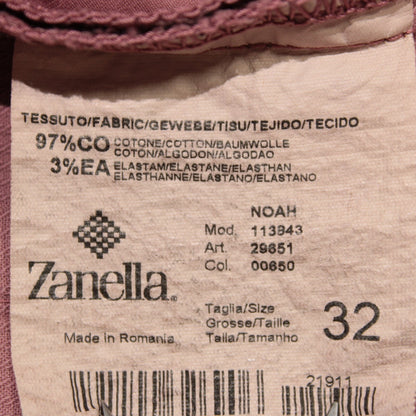 TESSUTO/FABRIC/GEWEBE/TISU/TEJIDO/TECIDO
97%CO COTONE/COTTON/BAUMWOLLE
COTON/ALGODON/ALGODAO
3%EA ELASTAM/ELASTANE/ELASTHAN
ELASTHANNE/ELASTANO/ELASTANO
NOAH
Mod. 113943
Art. 29651
Col. 00650
Zanella®
Taglia/Size
Grosse/Taille
Talla/Tamanho
32
Made in Romania
21911